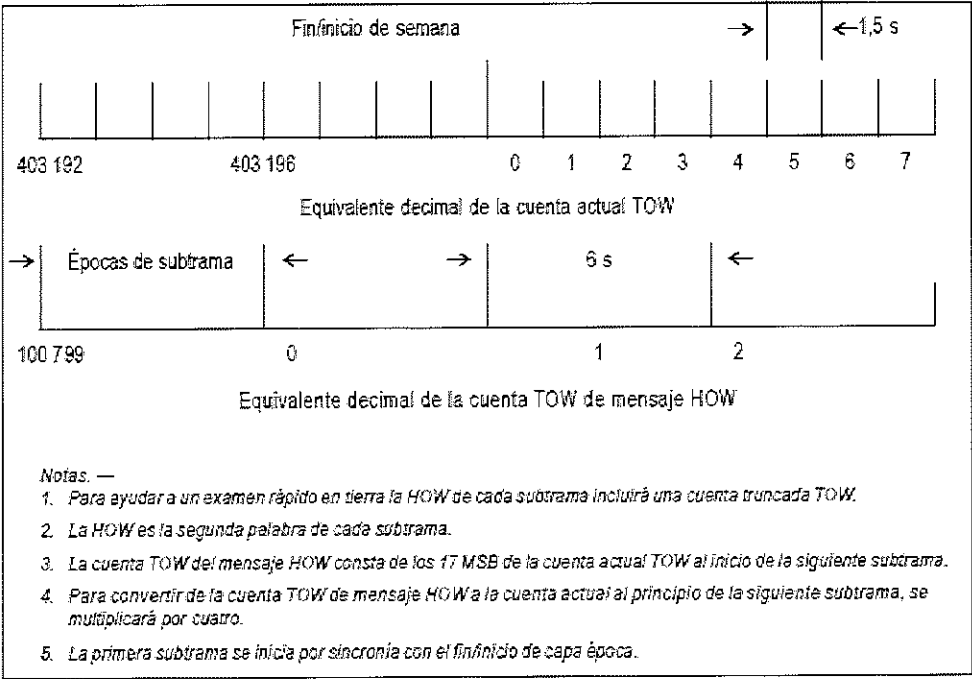 Fin/inicio de semana → ←1,5 s
403 192 403 196 0 1 2 3 4 5 6 7
Equivalente decimal de la cuenta actual TOW
→ Épocas de subtrama ← → 6 s ←
100 799 0 1 2
Equivalente decimal de la cuenta TOW de mensaje HOW
Notas. —
1. Para ayudar a un examen rápido en tierra la HOW de cada subtrama incluirá una cuenta truncada TOW.
2. La HOW es la segunda palabra de cada subtrama.
3. La cuenta TOW del mensaje HOW consta de los 17 MSB de la cuenta actual TOW al inicio de la siguiente subtrama.
4. Para convertir de la cuenta TOW de mensaje HOW a la cuenta actual al principio de la siguiente subtrama, se
multiplicará por cuatro.
5. La primera subtrama se inicia por sincronía con el fin/inicio de capa época.